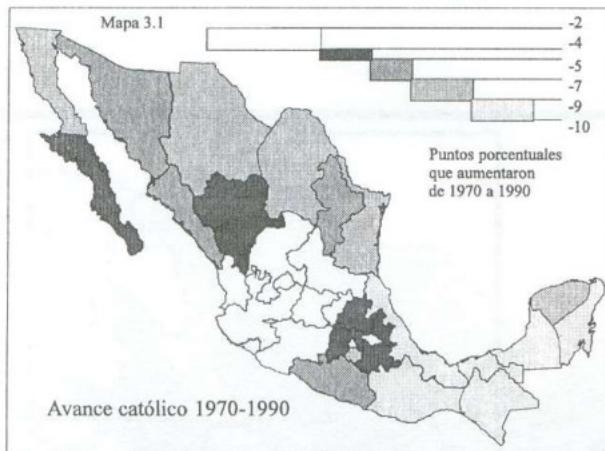 Mapa 3.1
-2
-4
-5
-7
-9
-10
Puntos porcentuales
que aumentaron
de 1970 a 1990
Avance católico 1970-1990